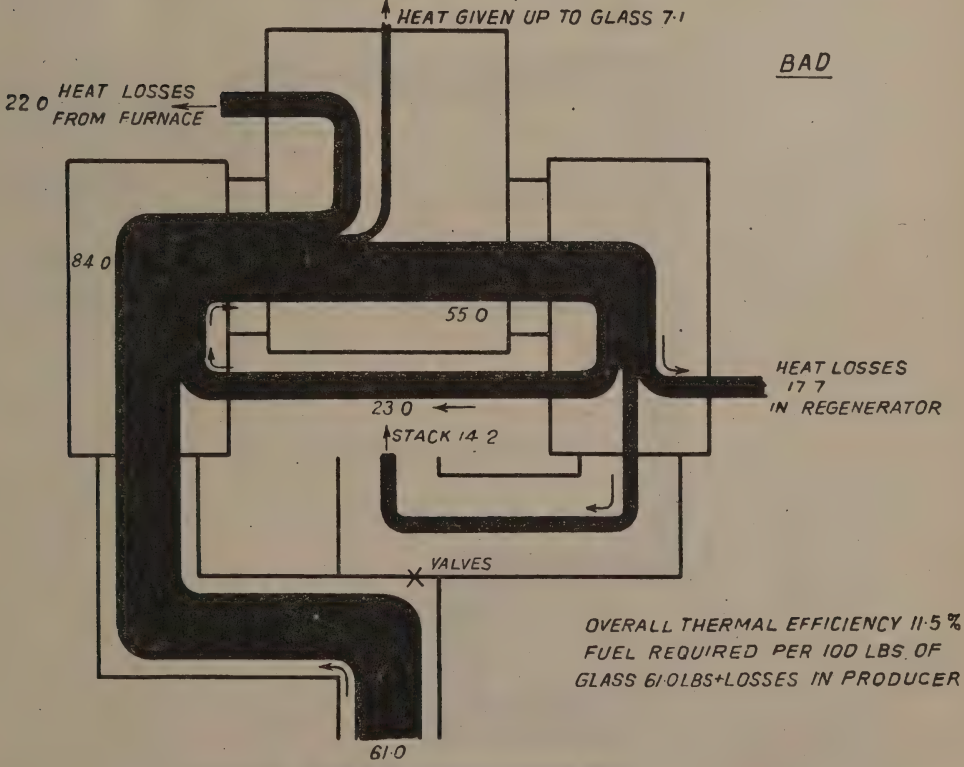 HEAT GIVEN UP TO GLASS 7·1
BAD
22 0 HEAT LOSSES
FROM FURNACE
84 0
55 0
HEAT LOSSES
17 7
IN REGENERATOR
23 0
STACK 14 2
VALVES
OVERALL THERMAL EFFICIENCY 11·5 %
FUEL REQUIRED PER 100 LBS. OF
GLASS 61·0 LBS+LOSSES IN PRODUCER
61·0